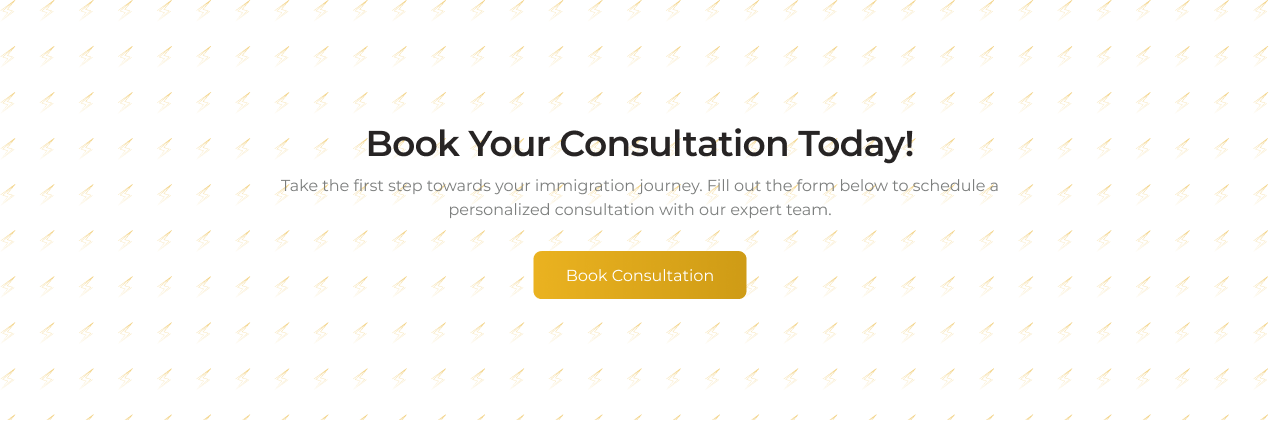 Book Your Consultation Today!
Take the first step towards your immigration journey. Fill out the form below to schedule a
personalized consultation with our expert team.
Book Consultation